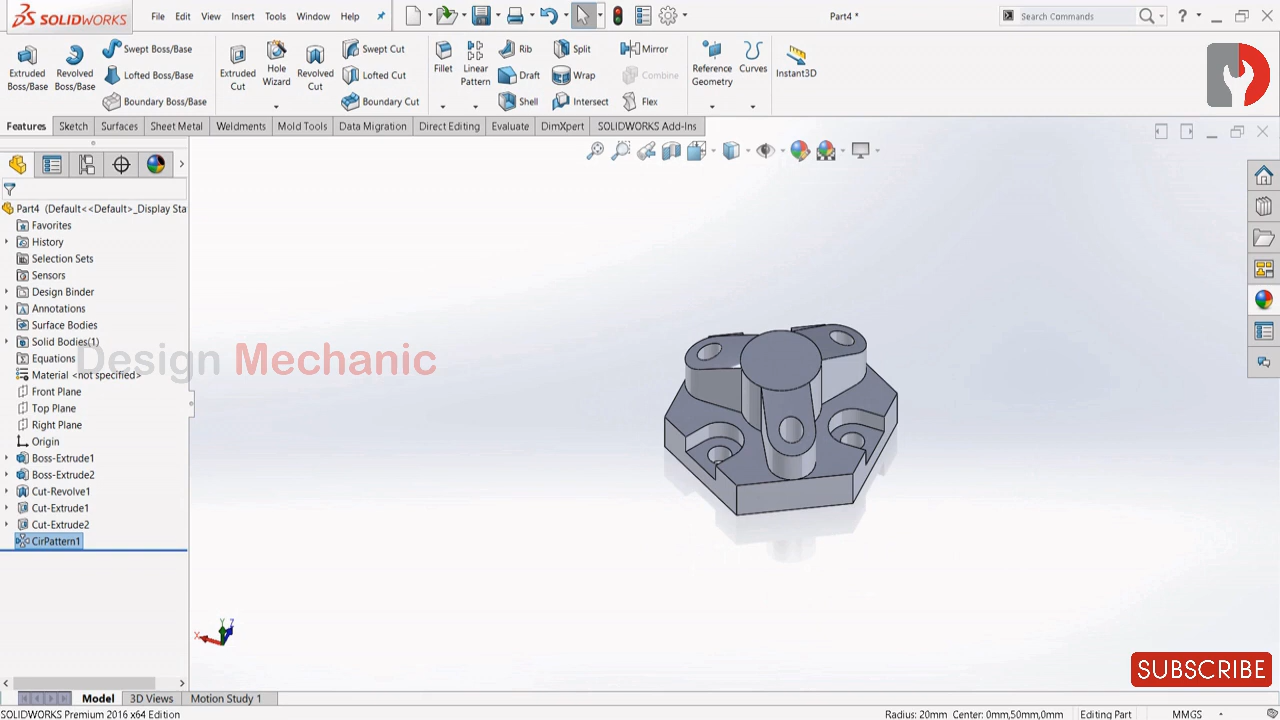 SOLIDWORKS File Edit View Insert Tools Window Help Part4 * Search Commands ?
Extruded Boss/Base
Revolved Boss/Base
Swept Boss/Base
Lofted Boss/Base
Boundary Boss/Base
Extruded Cut
Hole Wizard
Revolved Cut
Swept Cut
Lofted Cut
Boundary Cut
Fillet
Linear Pattern
Rib
Draft
Shell
Split
Wrap
Intersect
Mirror
Combine
Flex
Reference Geometry
Curves
Instant3D
Features Sketch Surfaces Sheet Metal Weldments Mold Tools Data Migration Direct Editing Evaluate DimXpert SOLIDWORKS Add-Ins
Part4 (Default<<Default>_Display Sta
Favorites
History
Selection Sets
Sensors
Design Binder
Annotations
Surface Bodies
Solid Bodies(1)
Equations
Design Mechanic
Material <not specified>
Front Plane
Top Plane
Right Plane
Origin
Boss-Extrude1
Boss-Extrude2
Cut-Revolve1
Cut-Extrude1
Cut-Extrude2
CirPattern1
X Y Z
SUBSCRIBE
Model 3D Views Motion Study 1
SOLIDWORKS Premium 2016 x64 Edition Radius: 20mm Center: 0mm,50mm,0mm Editing Part MMGS